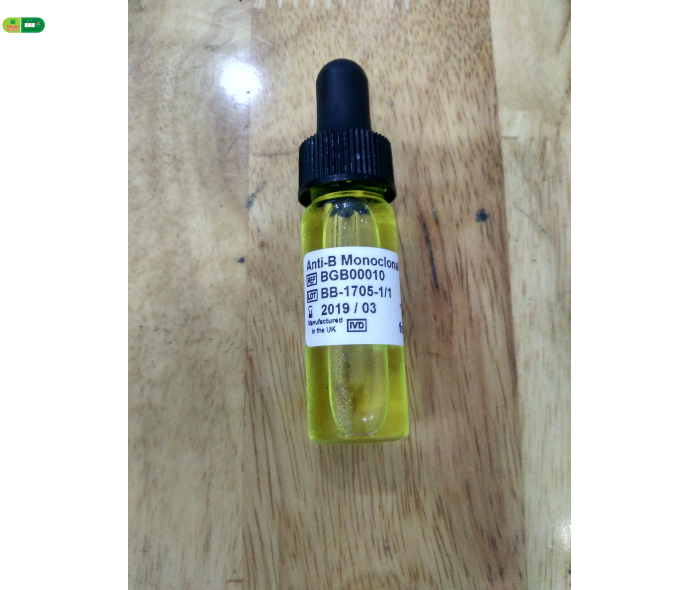 Anti-B Monoclona
REF BGB00010
LOT BB-1705-1/1
2019 / 03
Manufactured
in the UK IVD